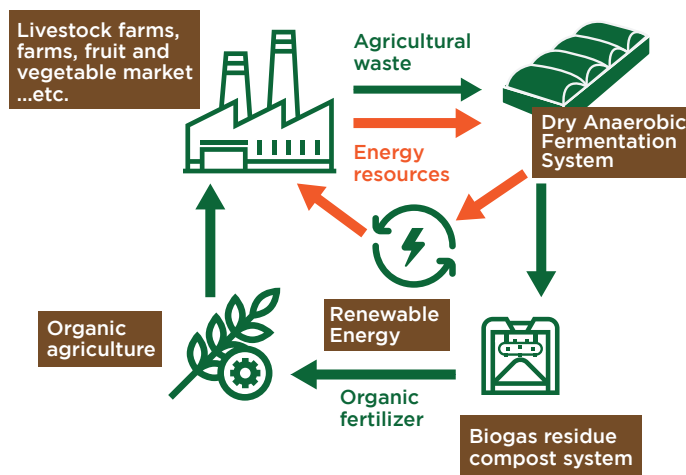 Livestock farms,
farms, fruit and
vegetable market
...etc.
Agricultural
waste
Energy
resources
Dry Anaerobic
Fermentation
System
Renewable
Energy
Organic
agriculture
Organic
fertilizer
Biogas residue
compost system